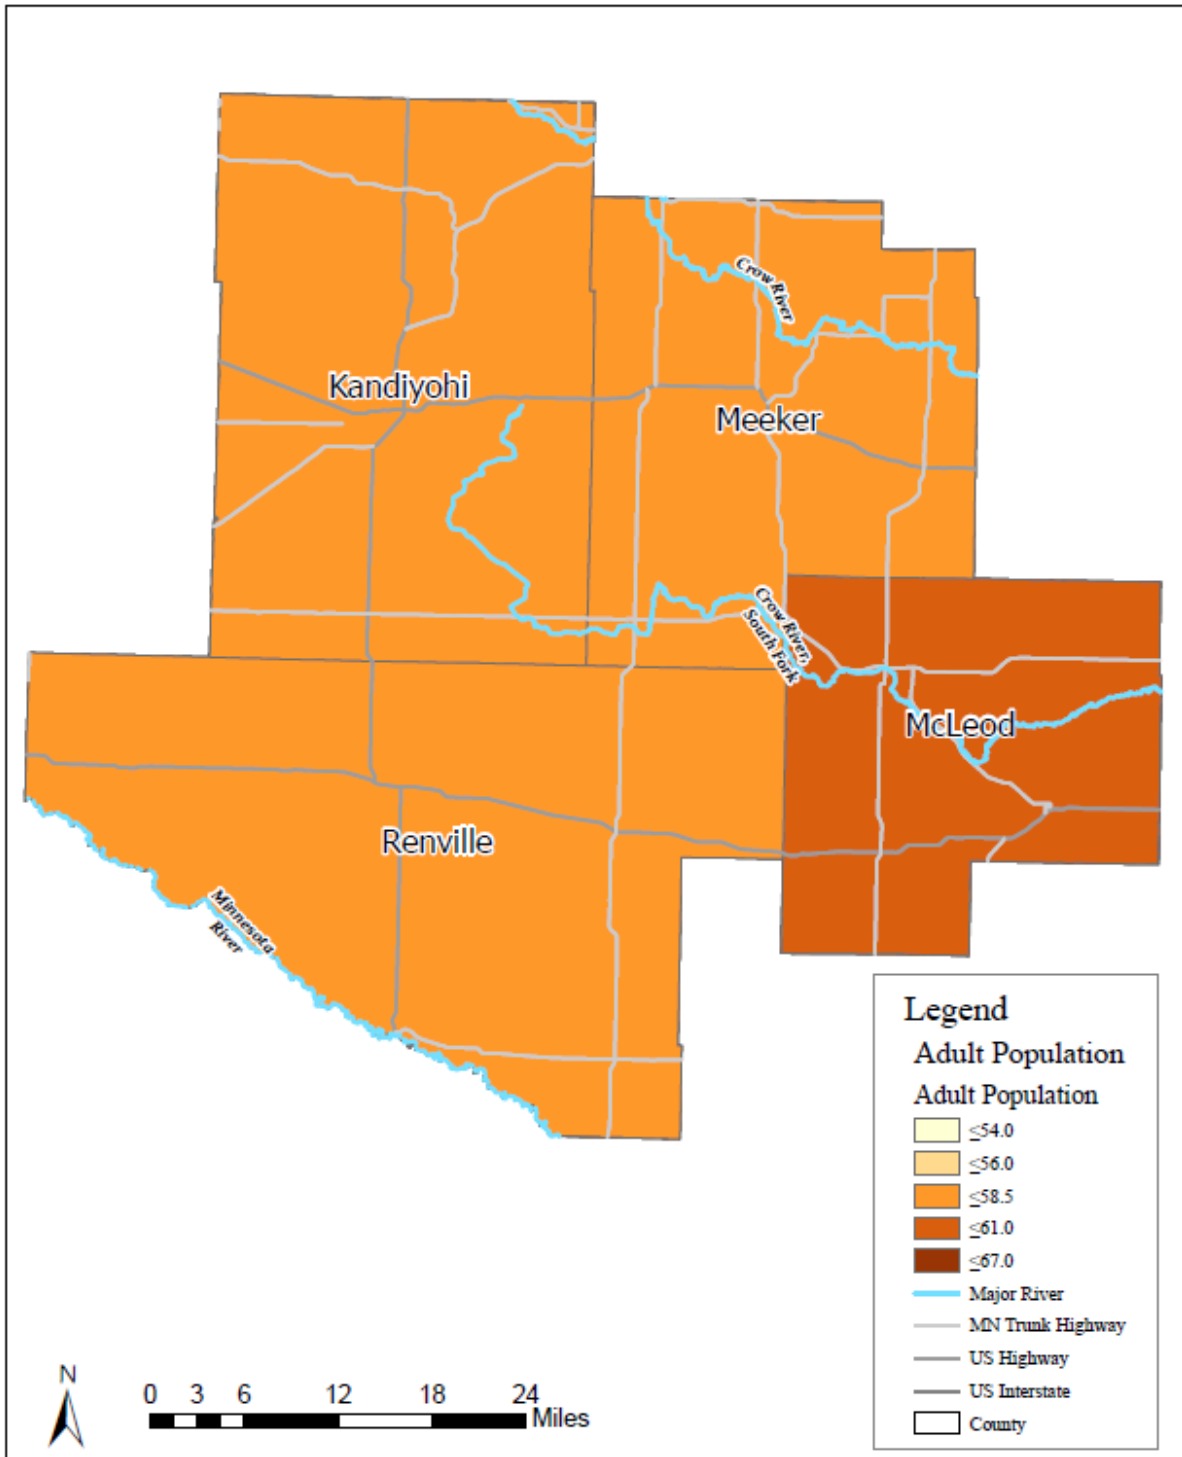 Crow River
Kandiyohi
Meeker
Crow River,
South Fork
McLeod
Renville
Minnesota
River
Legend
Adult Population
Adult Population
≤54.0
≤56.0
≤58.5
≤61.0
≤67.0
Major River
MN Trunk Highway
US Highway
US Interstate
County
N
0 3 6 12 18 24
Miles